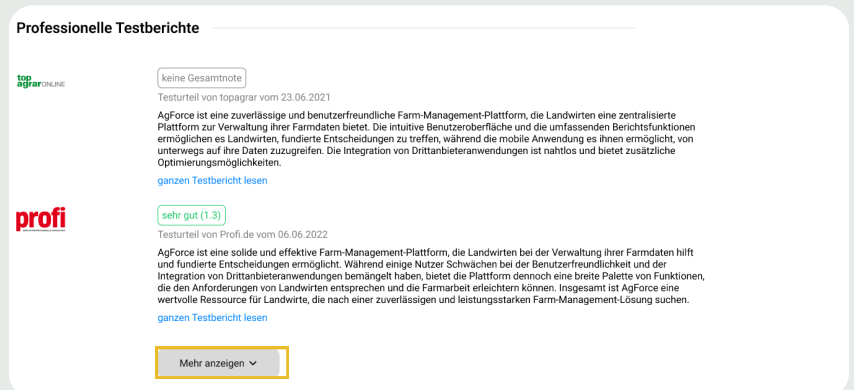 Professionelle Testberichte
top
agrarONLINE
keine Gesamtnote
Testurteil von topagrar vom 23.06.2021
AgForce ist eine zuverlässige und benutzerfreundliche Farm-Management-Plattform, die Landwirten eine zentralisierte
Plattform zur Verwaltung ihrer Farmdaten bietet. Die intuitive Benutzeroberfläche und die umfassenden Berichtsfunktionen
ermöglichen es Landwirten, fundierte Entscheidungen zu treffen, während die mobile Anwendung es ihnen ermöglicht, von
unterwegs auf ihre Daten zuzugreifen. Die Integration von Drittanbieteranwendungen ist nahtlos und bietet zusätzliche
Optimierungsmöglichkeiten.
ganzen Testbericht lesen
profi
sehr gut (1.3)
Testurteil von Profi.de vom 06.06.2022
AgForce ist eine solide und effektive Farm-Management-Plattform, die Landwirten bei der Verwaltung ihrer Farmdaten hilft
und fundierte Entscheidungen ermöglicht. Während einige Nutzer Schwächen bei der Benutzerfreundlichkeit und der
Integration von Drittanbieteranwendungen bemängelt haben, bietet die Plattform dennoch eine breite Palette von Funktionen,
die den Anforderungen von Landwirten entsprechen und die Farmarbeit erleichtern können. Insgesamt ist AgForce eine
wertvolle Ressource für Landwirte, die nach einer zuverlässigen und leistungsstarken Farm-Management-Lösung suchen.
ganzen Testbericht lesen
Mehr anzeigen